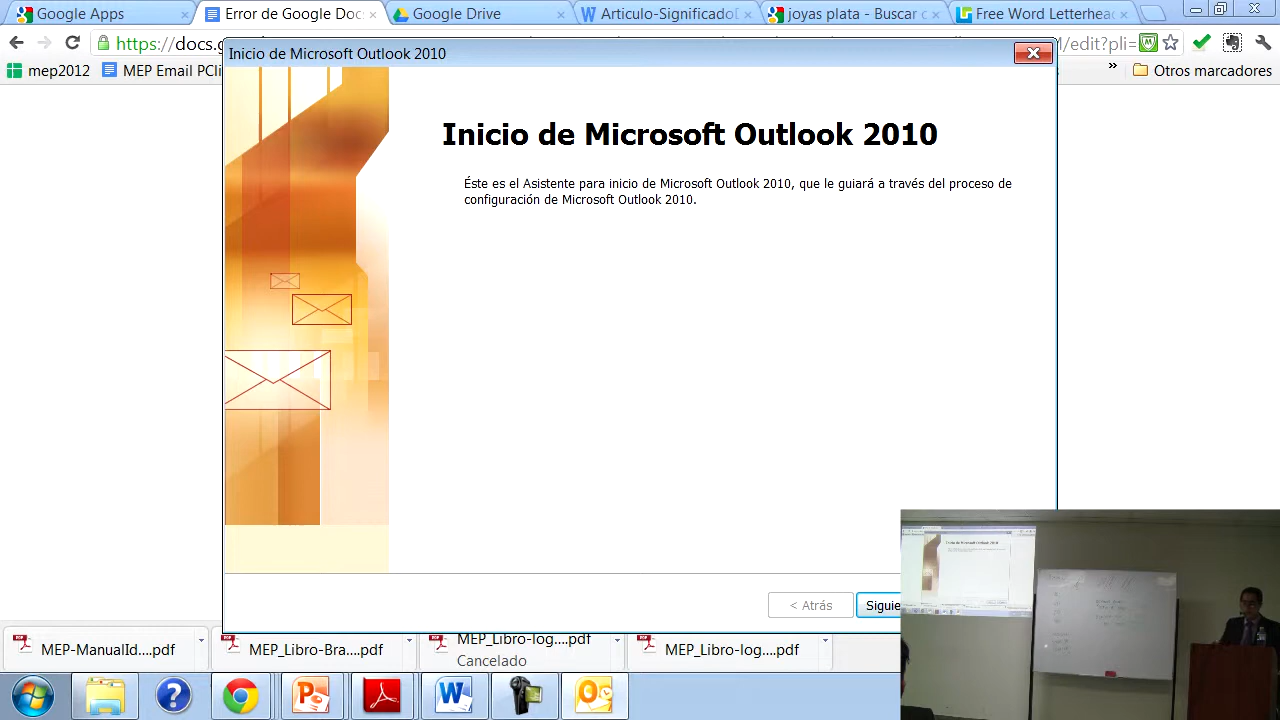 Google Apps
Error de Google Doc
Google Drive
Articulo-Significado
joyas plata - Buscar c
Free Word Letterhea
https://docs.g
/edit?pli=
mep2012
MEP Email PCli
Otros marcadores
Inicio de Microsoft Outlook 2010
Inicio de Microsoft Outlook 2010
Éste es el Asistente para inicio de Microsoft Outlook 2010, que le guiará a través del proceso de
configuración de Microsoft Outlook 2010.
< Atrás
Siguie
MEP-ManualId....pdf
MEP_Libro-Bra....pdf
MEP_Libro-log....pdf
Cancelado
MEP_Libro-log....pdf